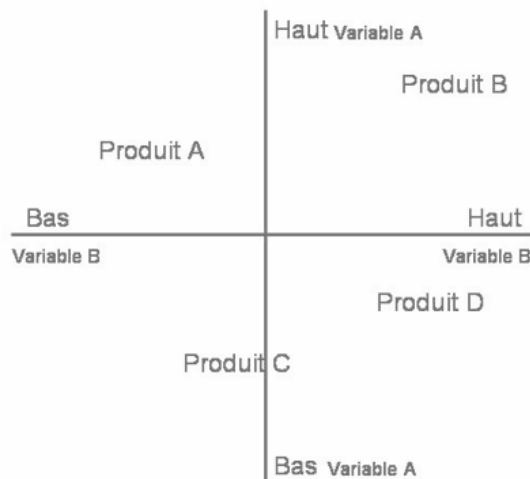 Haut Variable A
Produit B
Produit A
Bas
Haut
Variable B
Variable B
Produit D
Produit C
Bas Variable A